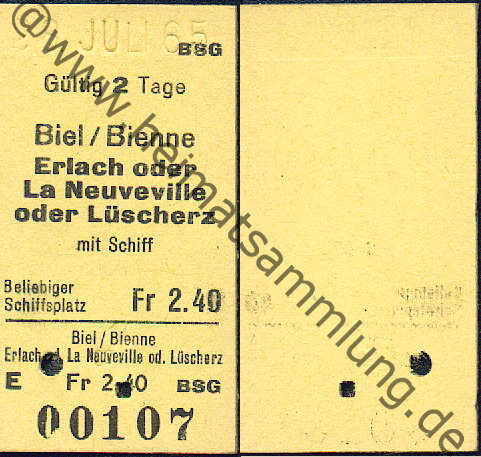 JULI 65
BSG
Gültig 2 Tage
Biel / Bienne
Erlach oder
La Neuveville
oder Lüscherz
mit Schiff
Beliebiger
Schiffsplatz
Fr 2.40
Biel / Bienne
Erlach od. La Neuveville od. Lüscherz
E Fr 2.40 BSG
00107
@www.heimatsammlung.de